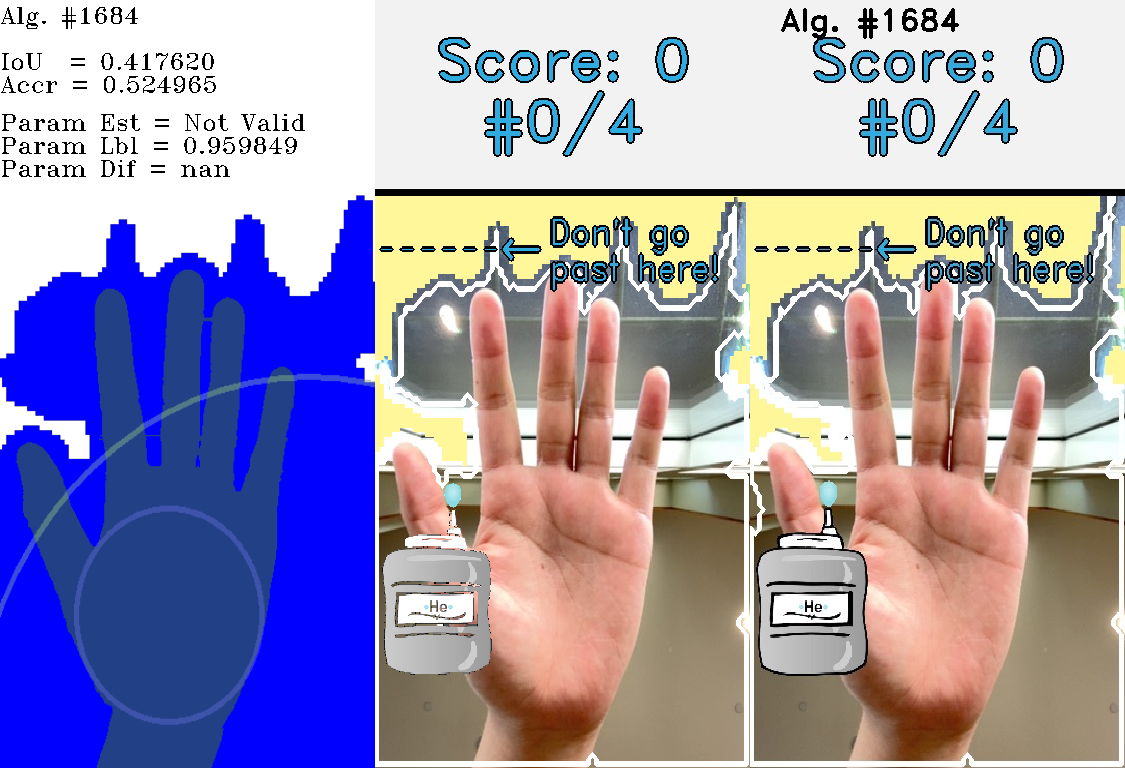 Alg. #1684
IoU = 0.417620
Accr = 0.524965
Param Est = Not Valid
Param Lbl = 0.959849
Param Dif = nan
Score: 0
#0/4
Don't go
past here!
He
Alg. #1684
Score: 0
#0/4
Don't go
past here!
He